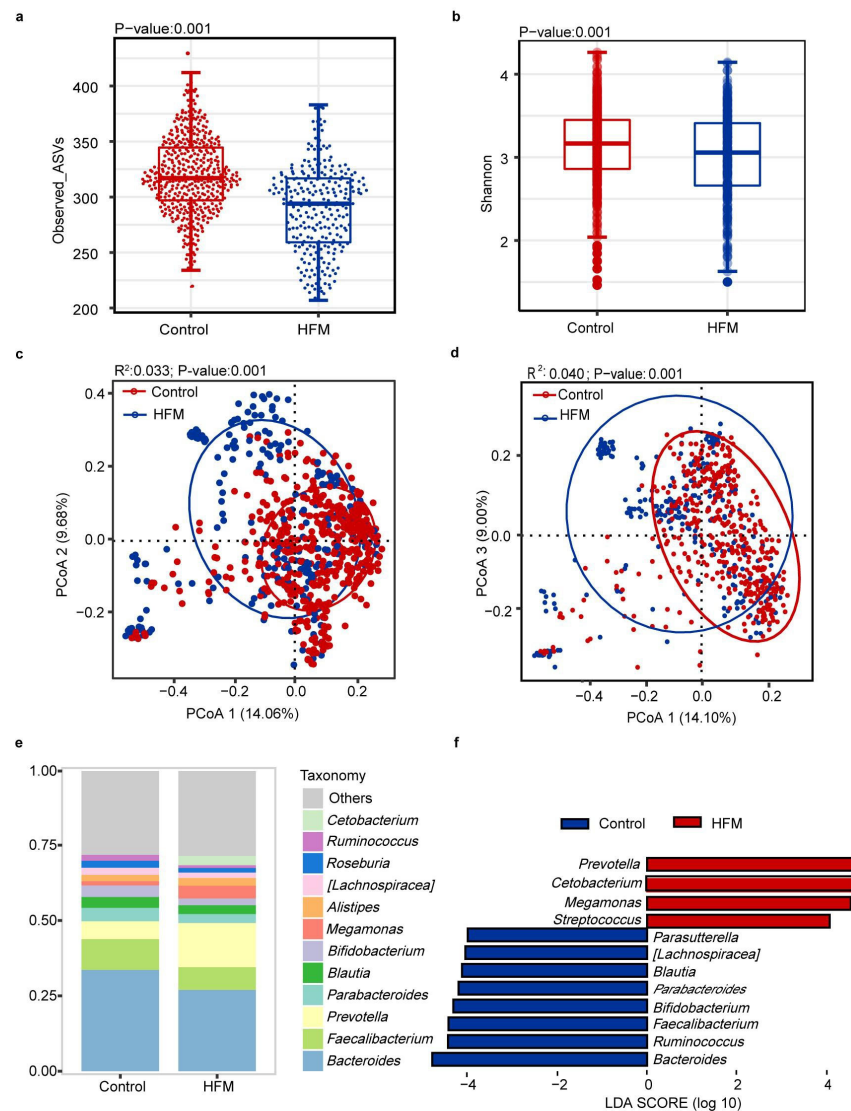 a
P−value:0.001
Observed_ASVs
400
350
300
250
200
Control
HFM
b
P−value:0.001
Shannon
4
3
2
Control
HFM
c
R²:0.033; P-value:0.001
Control
HFM
PCoA 2 (9.68%)
0.4
0.2
0.0
−0.2
−0.4
−0.2
0.0
0.2
PCoA 1 (14.06%)
d
R²: 0.040; P-value:0.001
Control
HFM
PCoA 3 (9.00%)
0.2
0.0
−0.2
−0.4
−0.2
0.0
0.2
PCoA 1 (14.10%)
e
1.00
0.75
0.50
0.25
0.00
Control
HFM
Taxonomy
Others
Cetobacterium
Ruminococcus
Roseburia
[Lachnospiracea]
Alistipes
Megamonas
Bifidobacterium
Blautia
Parabacteroides
Prevotella
Faecalibacterium
Bacteroides
f
Control
HFM
Prevotella
Cetobacterium
Megamonas
Streptococcus
Parasutterella
[Lachnospiracea]
Blautia
Parabacteroides
Bifidobacterium
Faecalibacterium
Ruminococcus
Bacteroides
−4
−2
0
2
4
LDA SCORE (log 10)